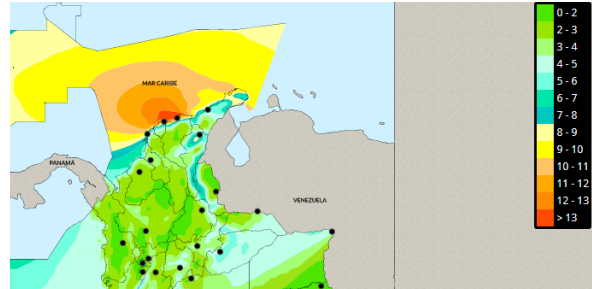 MAR CARIBE
PANAMÁ
VENEZUELA
0 - 2
2 - 3
3 - 4
4 - 5
5 - 6
6 - 7
7 - 8
8 - 9
9 - 10
10 - 11
11 - 12
12 - 13
> 13